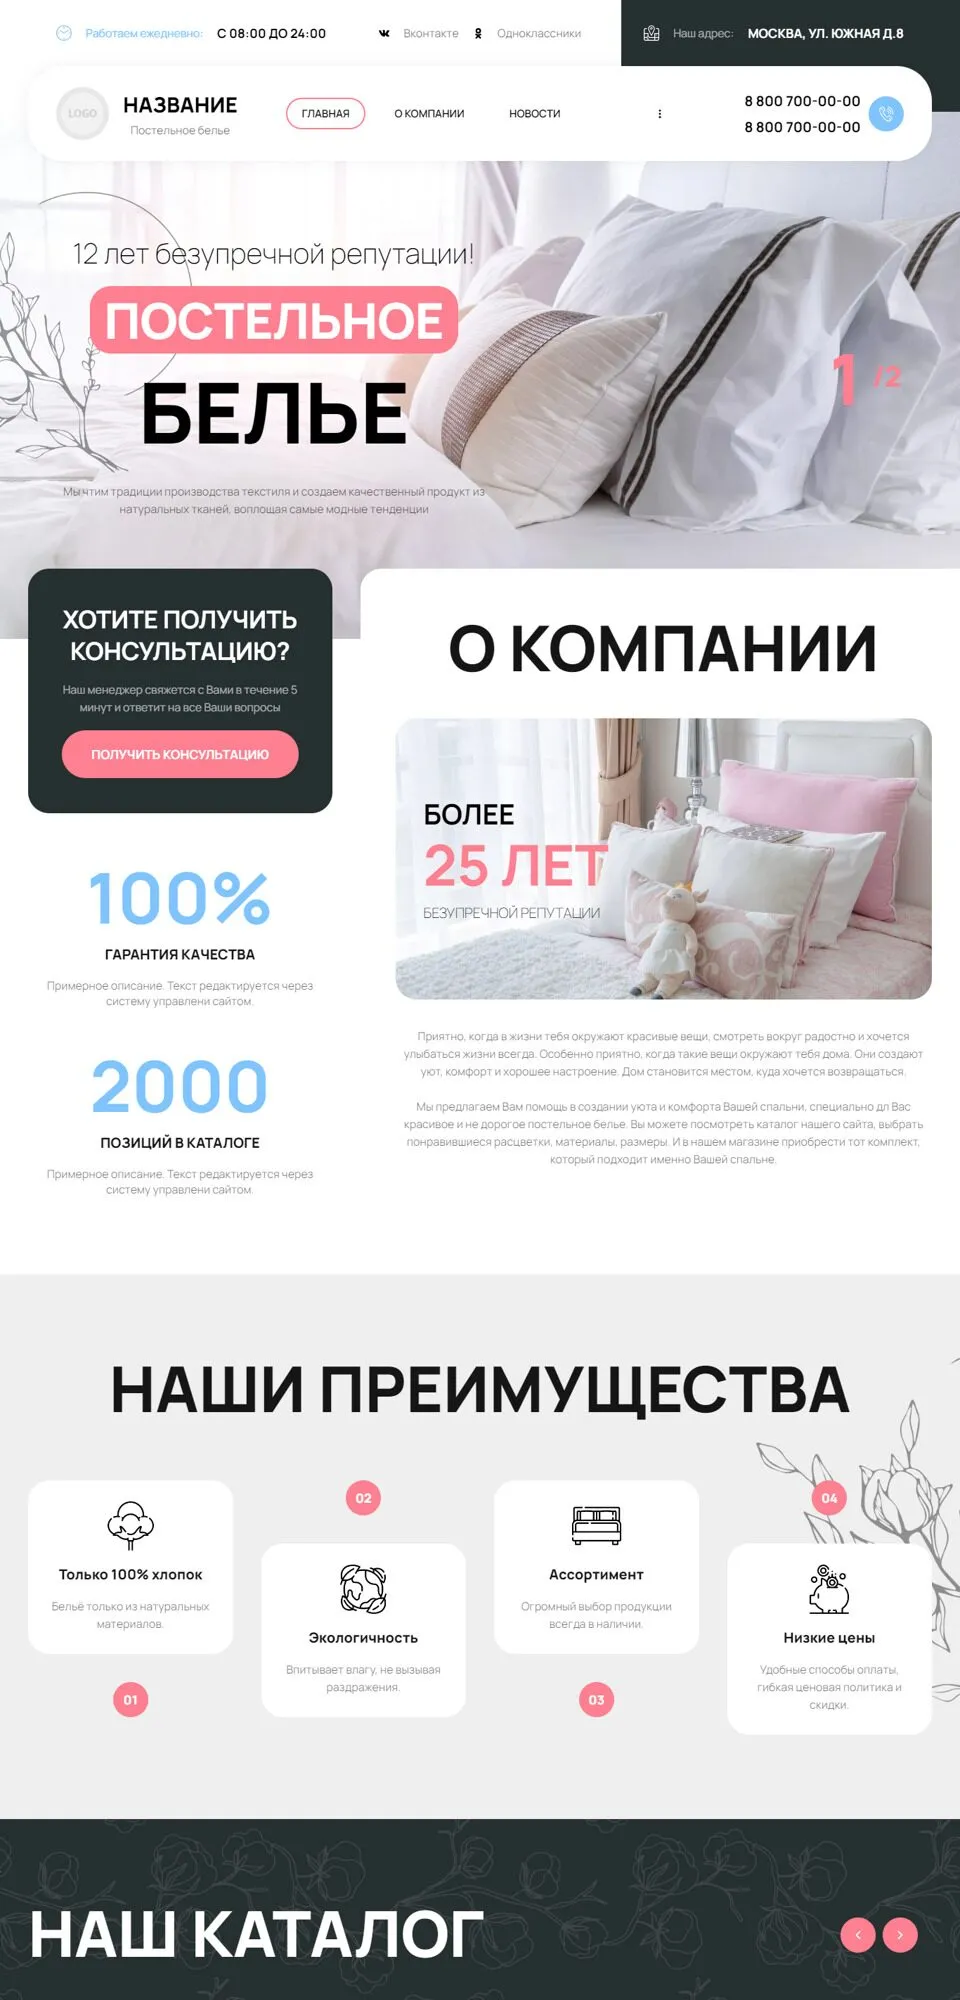 Работаем ежедневно: С 08:00 ДО 24:00
Вконтакте
Одноклассники
Наш адрес: МОСКВА, УЛ. ЮЖНАЯ Д.8
LOGO
НАЗВАНИЕ
Постельное белье
ГЛАВНАЯ
О КОМПАНИИ
НОВОСТИ
8 800 700-00-00
8 800 700-00-00
12 лет безупречной репутации!
ПОСТЕЛЬНОЕ
БЕЛЬЕ
1 /2
Мы чтим традиции производства текстиля и создаем качественный продукт из
натуральных тканей, воплощая самые модные тенденции
ХОТИТЕ ПОЛУЧИТЬ
КОНСУЛЬТАЦИЮ?
Наш менеджер свяжется с Вами в течение 5
минут и ответит на все Ваши вопросы
ПОЛУЧИТЬ КОНСУЛЬТАЦИЮ
100%
ГАРАНТИЯ КАЧЕСТВА
Примерное описание. Текст редактируется через
систему управлени сайтом.
2000
ПОЗИЦИЙ В КАТАЛОГЕ
Примерное описание. Текст редактируется через
систему управлени сайтом.
О КОМПАНИИ
БОЛЕЕ
25 ЛЕТ
БЕЗУПРЕЧНОЙ РЕПУТАЦИИ
Приятно, когда в жизни тебя окружают красивые вещи, смотреть вокруг радостно и хочется
улыбаться жизни всегда. Особенно приятно, когда такие вещи окружают тебя дома. Они создают
уют, комфорт и хорошее настроение. Дом становится местом, куда хочется возвращаться.
Мы предлагаем Вам помощь в создании уюта и комфорта Вашей спальни, специально дл Вас
красивое и не дорогое постельное белье. Вы можете посмотреть каталог нашего сайта, выбрать
понравившиеся расцветки, материалы, размеры. И в нашем магазине приобрести тот комплект,
который подходит именно Вашей спальне.
НАШИ ПРЕИМУЩЕСТВА
Только 100% хлопок
Бельё только из натуральных
материалов.
01
02
Экологичность
Впитывает влагу, не вызывая
раздражения.
Ассортимент
Огромный выбор продукции
всегда в наличии.
03
04
Низкие цены
Удобные способы оплаты,
гибкая ценовая политика и
скидки.
НАШ КАТАЛОГ